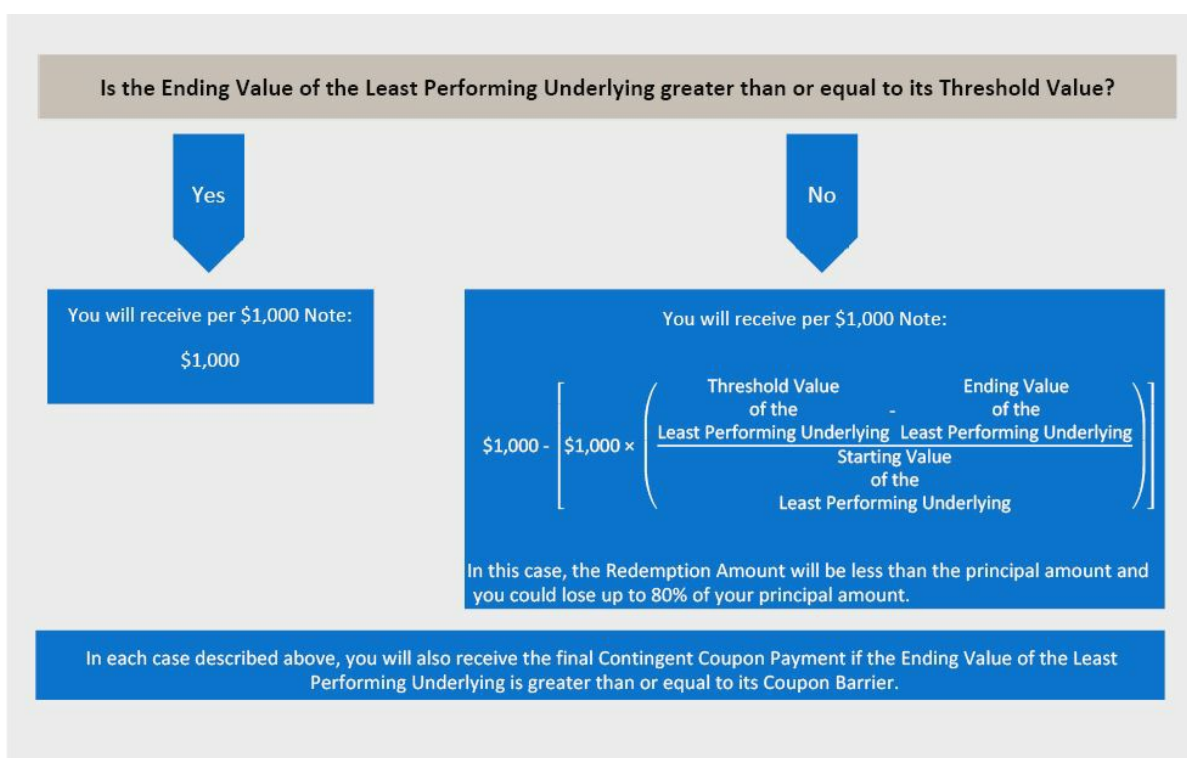 Is the Ending Value of the Least Performing Underlying greater than or equal to its Threshold Value?
Yes
No
You will receive per $1,000 Note:
$1,000
You will receive per $1,000 Note:
Threshold Value
of the
Least Performing Underlying
-
Ending Value
of the
Least Performing Underlying
$1,000 - [$1,000 × (
Starting Value
of the
Least Performing Underlying
)]
In this case, the Redemption Amount will be less than the principal amount and
you could lose up to 80% of your principal amount.
In each case described above, you will also receive the final Contingent Coupon Payment if the Ending Value of the Least
Performing Underlying is greater than or equal to its Coupon Barrier.